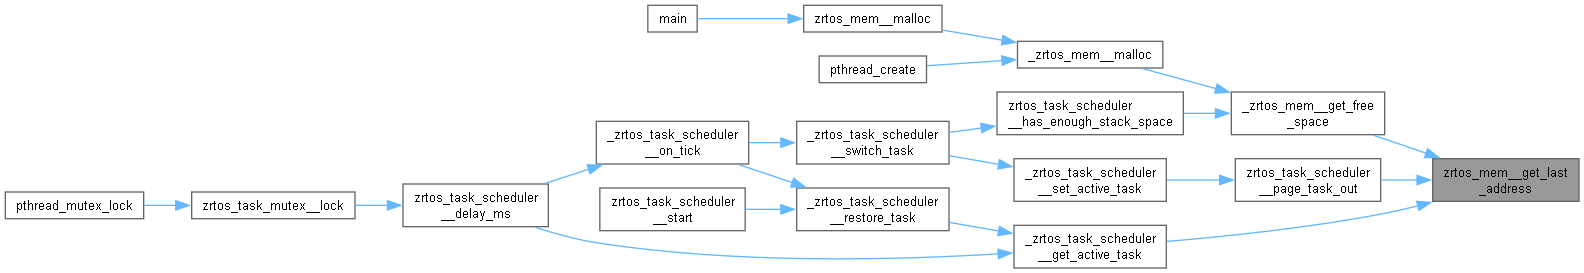 main
zrtos_mem__malloc
_zrtos_mem__malloc
pthread_create
zrtos_task_scheduler
__has_enough_stack_space
_zrtos_mem__get_free
_space
_zrtos_task_scheduler
__on_tick
_zrtos_task_scheduler
__switch_task
zrtos_mem__get_last
_address
_zrtos_task_scheduler
__set_active_task
zrtos_task_scheduler
__page_task_out
pthread_mutex_lock
zrtos_task_mutex__lock
zrtos_task_scheduler
__delay_ms
zrtos_task_scheduler
__start
_zrtos_task_scheduler
__restore_task
_zrtos_task_scheduler
__get_active_task